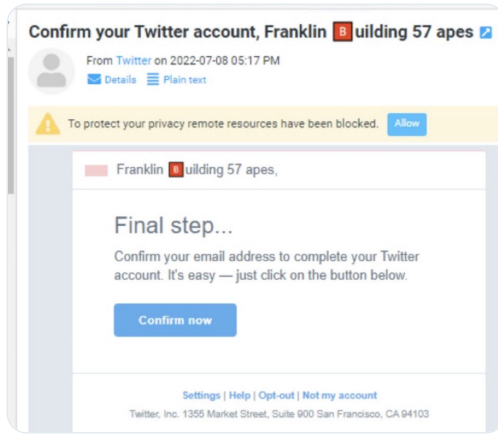 Confirm your Twitter account, Franklin 🅱uilding 57 apes
From Twitter on 2022-07-08 05:17 PM
Details Plain text
To protect your privacy remote resources have been blocked. Allow
Franklin 🅱uilding 57 apes,
Final step...
Confirm your email address to complete your Twitter
account. It's easy — just click on the button below.
Confirm now
Settings | Help | Opt-out | Not my account
Twitter, Inc. 1355 Market Street, Suite 900 San Francisco, CA 94103